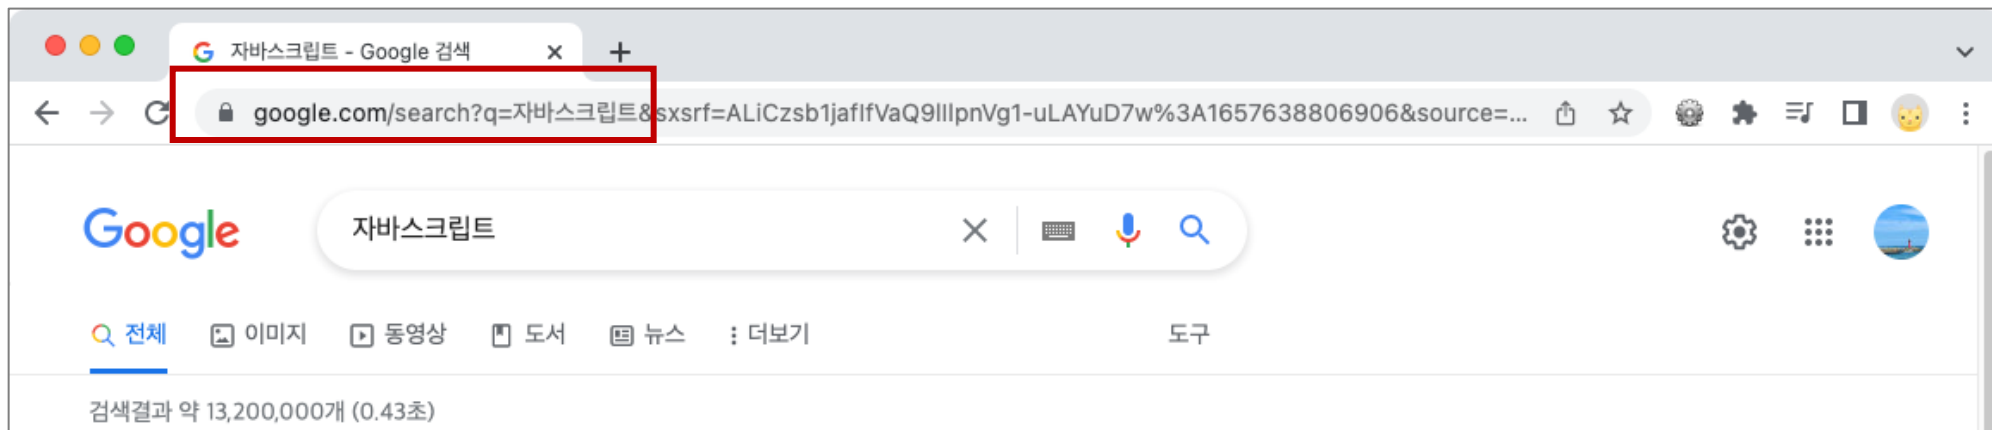 자바스크립트 - Google 검색
google.com/search?q=자바스크립트&sxsrf=ALiCzsb1jaflfVaQ9lIlpnVg1-uLAYuD7w%3A1657638806906&source=...
Google 자바스크립트
전체 이미지 동영상 도서 뉴스 더보기 도구
검색결과 약 13,200,000개 (0.43초)